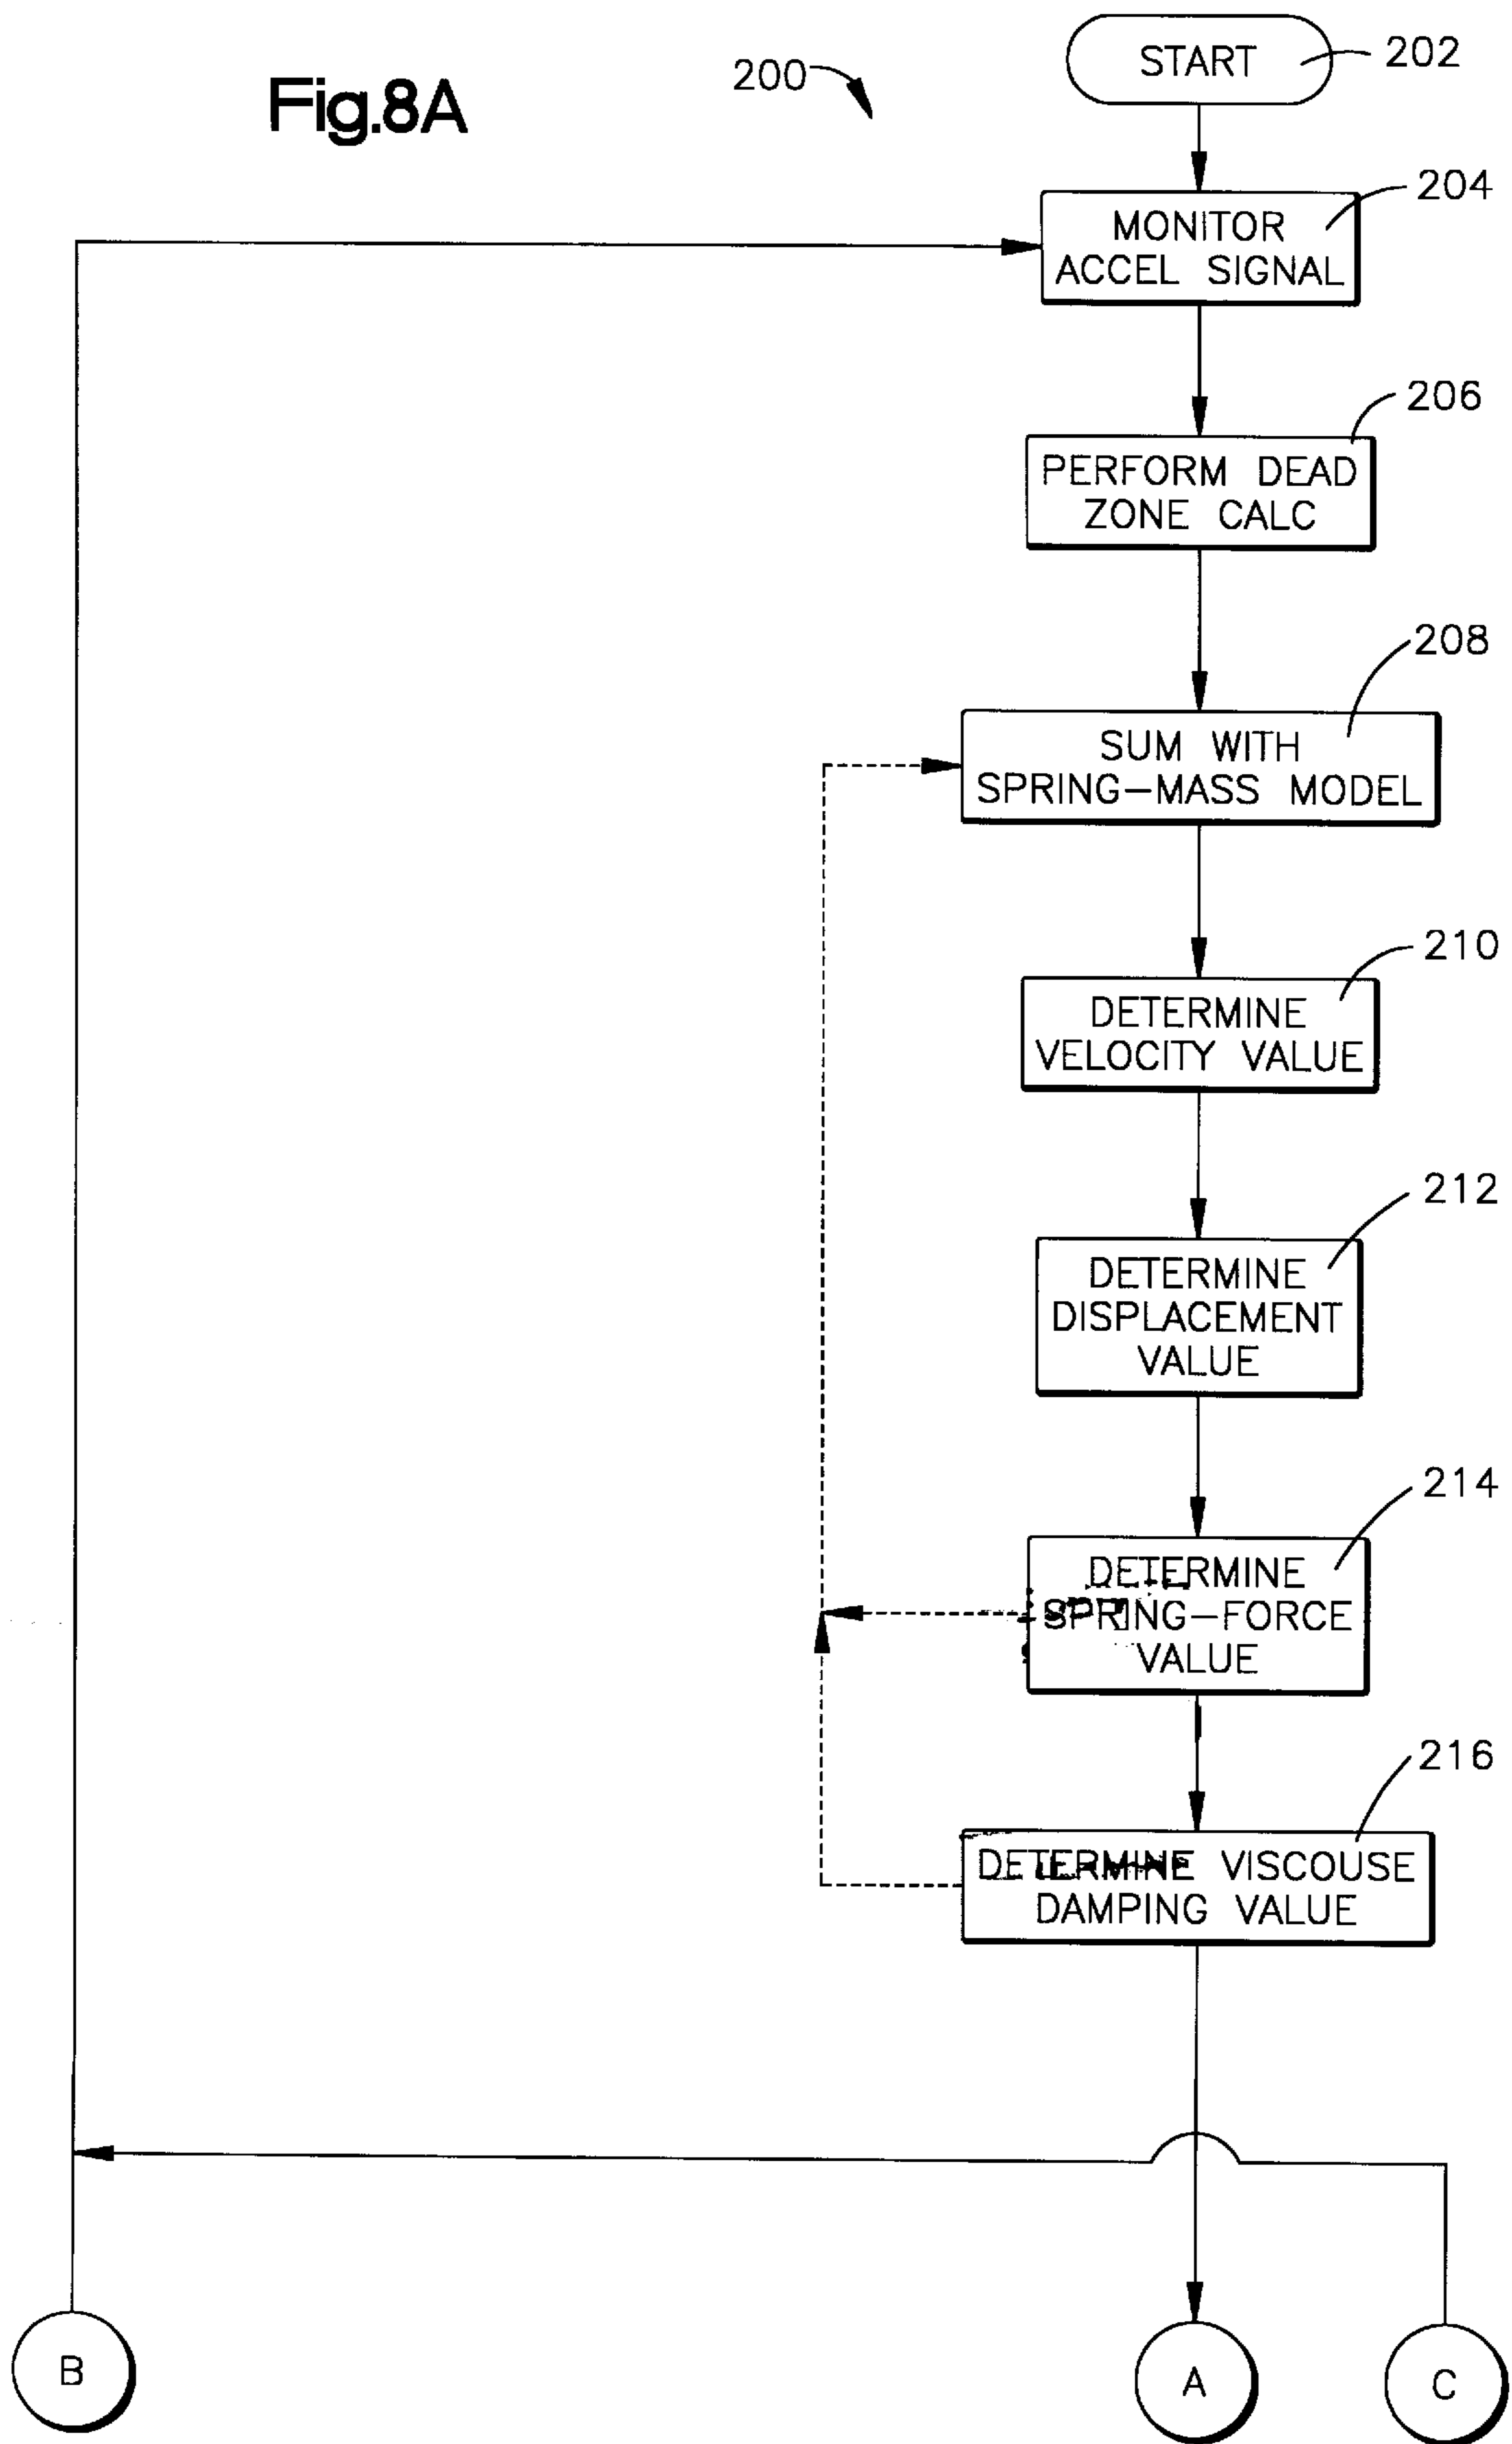 Fig.8A
200
START
202
MONITOR
ACCEL SIGNAL
204
PERFORM DEAD
ZONE CALC
206
SUM WITH
SPRING-MASS MODEL
208
DETERMINE
VELOCITY VALUE
210
DETERMINE
DISPLACEMENT
VALUE
212
DETERMINE
SPRING-FORCE
VALUE
214
DETERMINE VISCOUSE
DAMPING VALUE
216
B
A
C